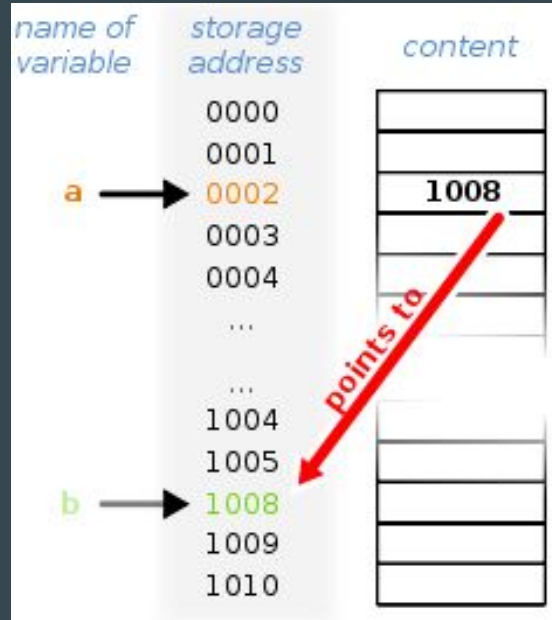 name of variable
storage address
content
0000
0001
a
0002
1008
0003
0004
...
points to
...
1004
1005
b
1008
1009
1010